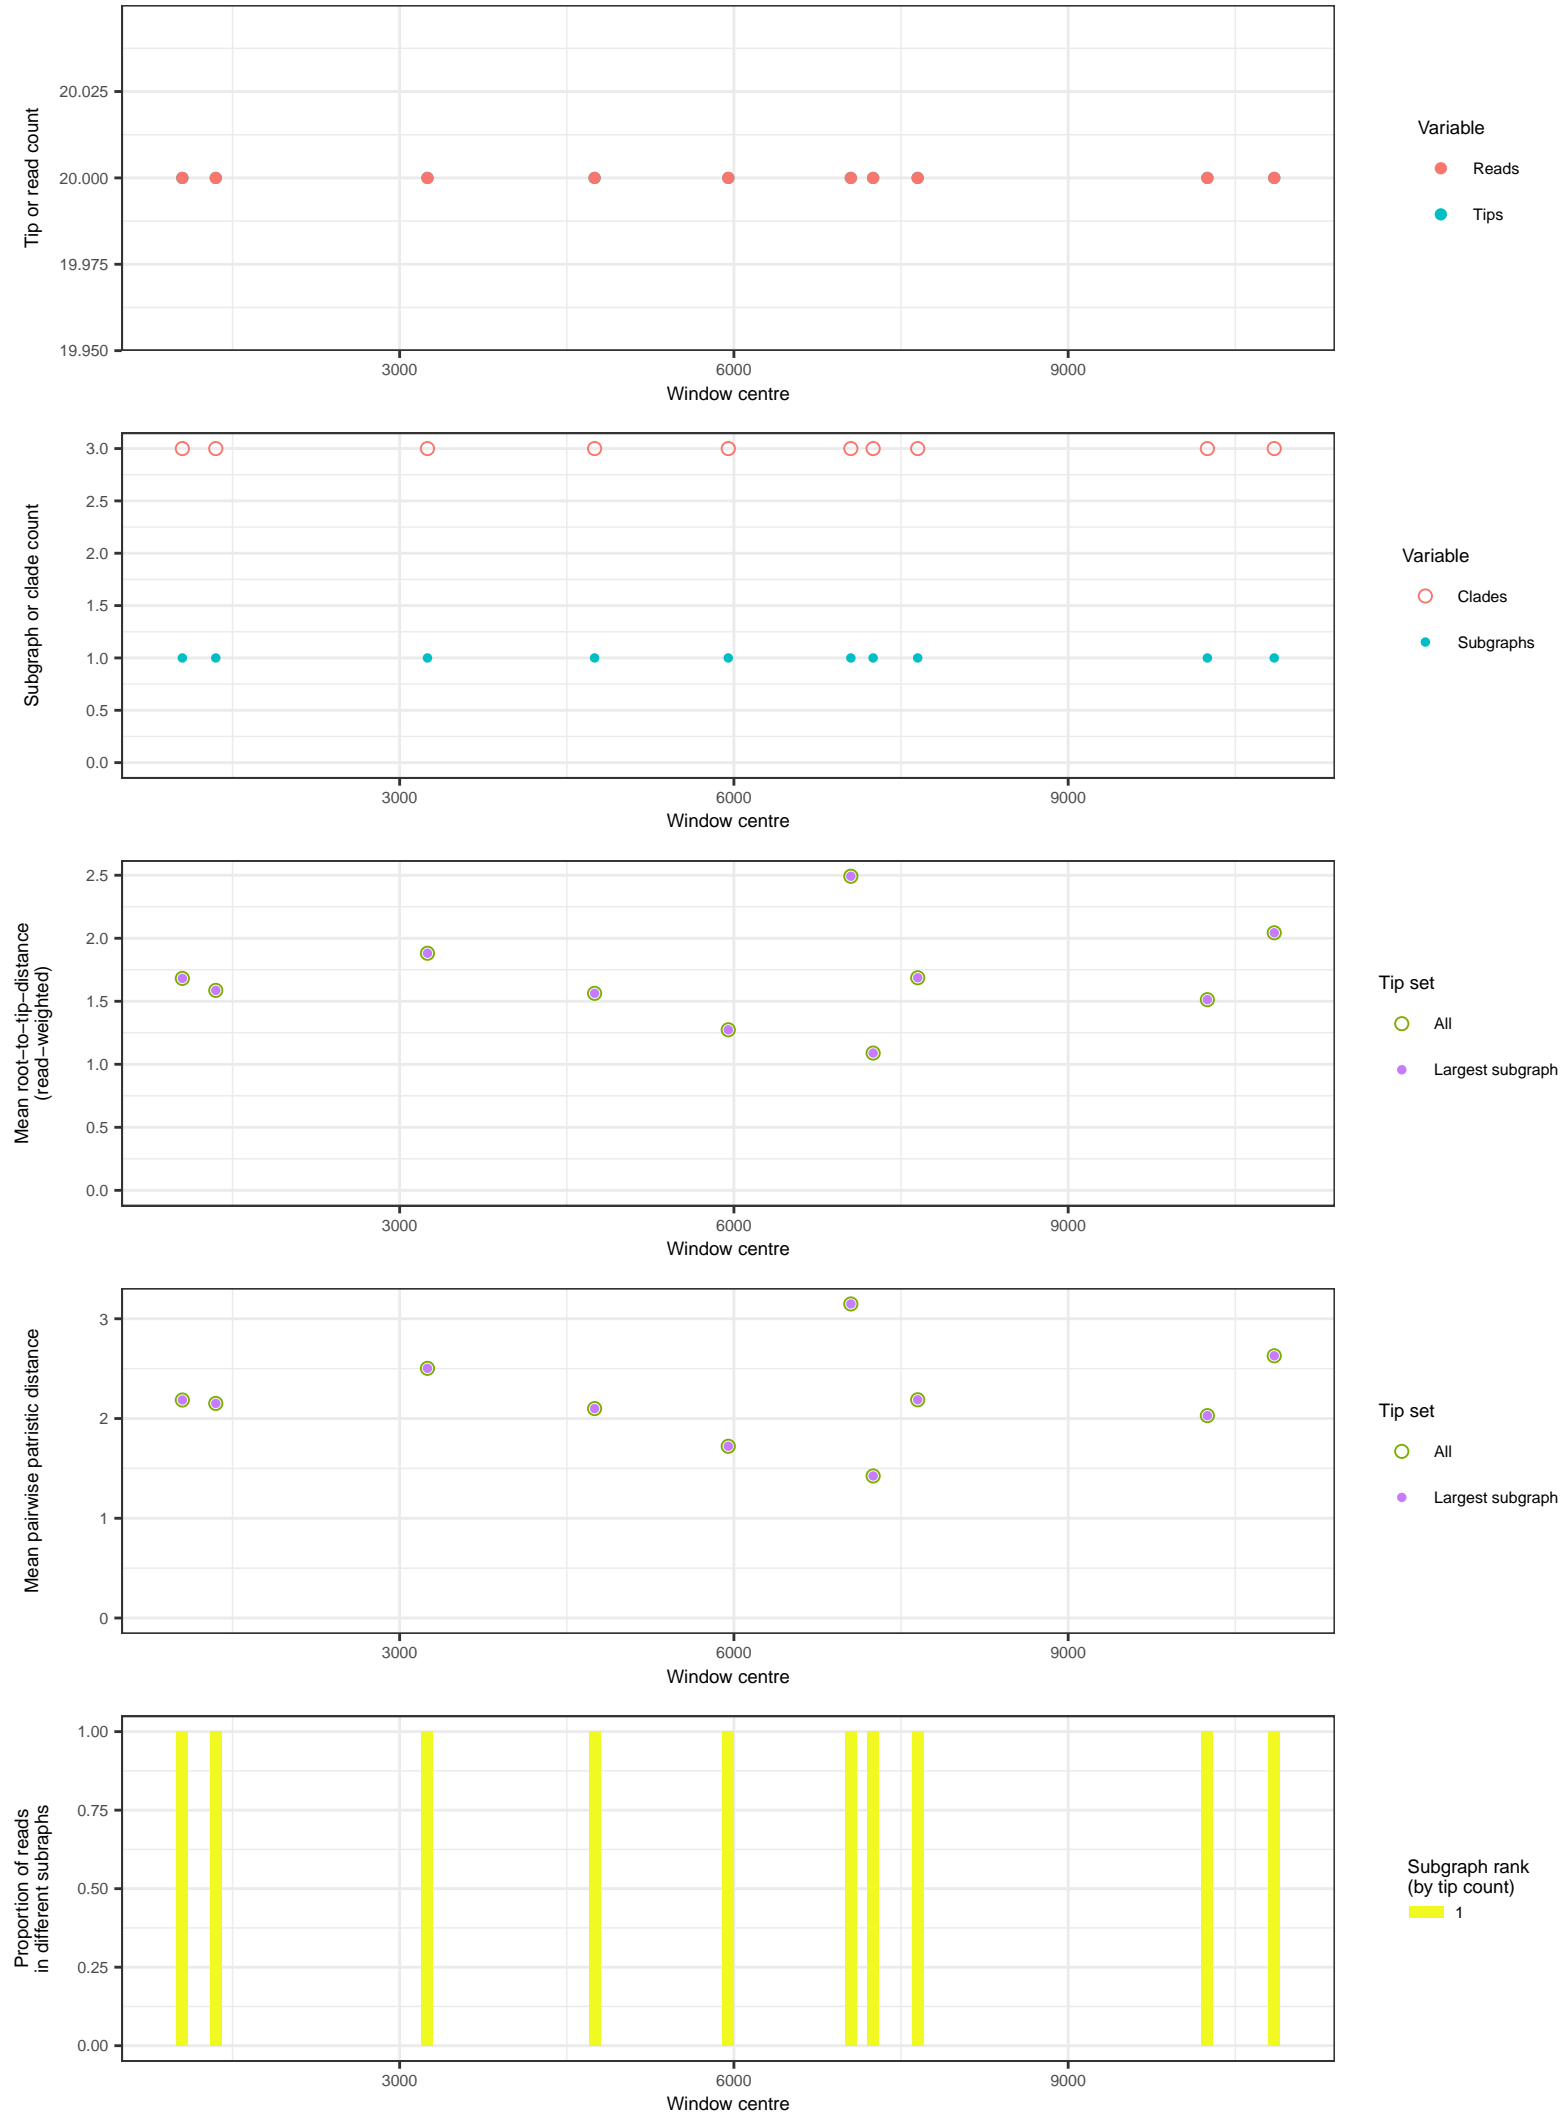 Tip or read count
20.025
20.000
19.975
19.950
3000
6000
9000
Window centre
Variable
Reads
Tips
Subgraph or clade count
3.0
2.5
2.0
1.5
1.0
0.5
0.0
3000
6000
9000
Window centre
Variable
Clades
Subgraphs
Mean root−to−tip−distance
(read−weighted)
2.5
2.0
1.5
1.0
0.5
0.0
3000
6000
9000
Window centre
Tip set
All
Largest subgraph
Mean pairwise patristic distance
3
2
1
0
3000
6000
9000
Window centre
Tip set
All
Largest subgraph
Proportion of reads
in different subraphs
1.00
0.75
0.50
0.25
0.00
3000
6000
9000
Window centre
Subgraph rank
(by tip count)
1